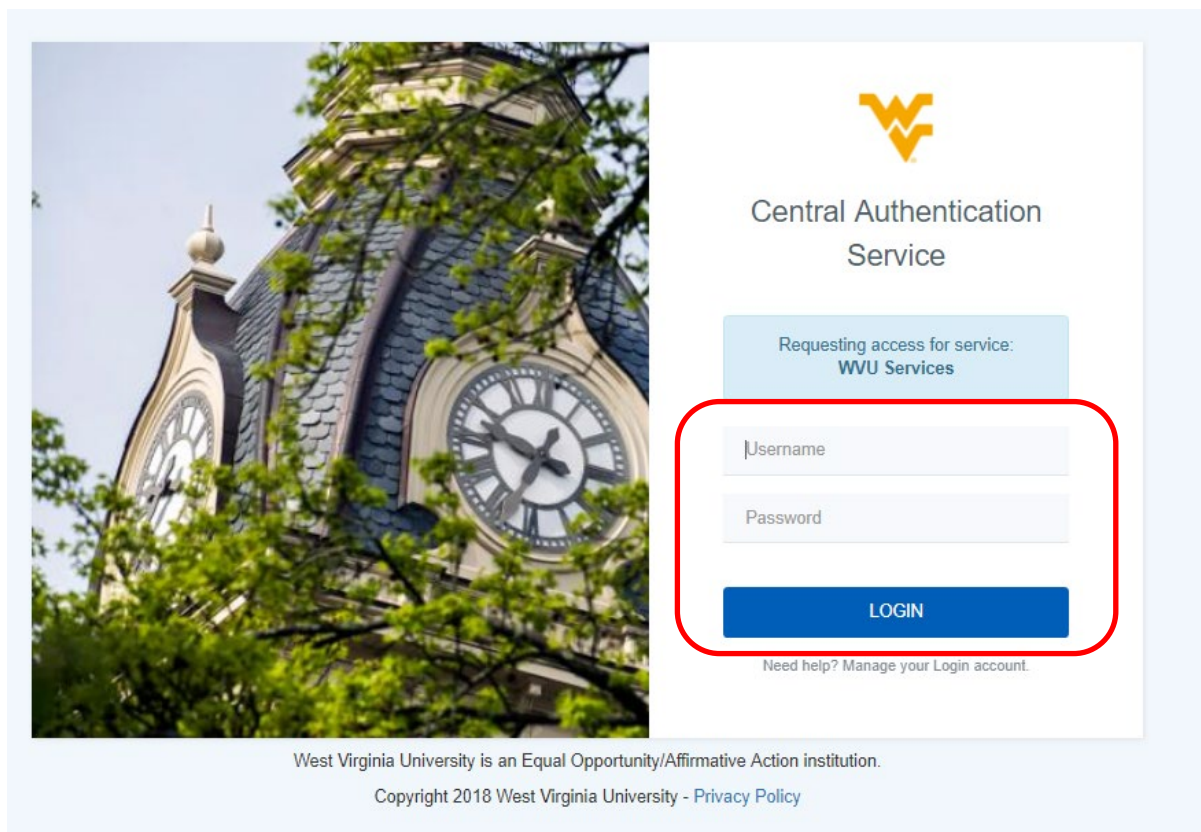 WV
Central Authentication
Service
Requesting access for service:
WVU Services
Username
Password
LOGIN
Need help? Manage your Login account.
West Virginia University is an Equal Opportunity/Affirmative Action institution.
Copyright 2018 West Virginia University - Privacy Policy